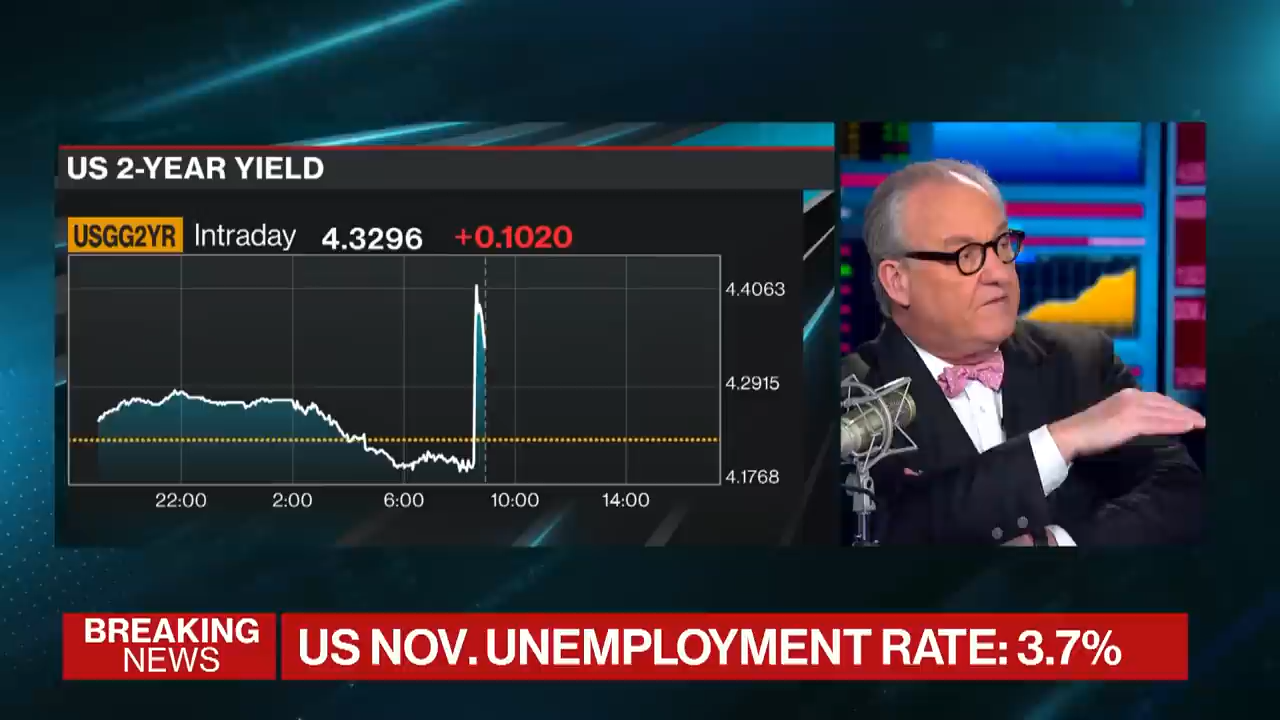 US 2-YEAR YIELD
USGG2YR Intraday 4.3296 +0.1020
4.4063
4.2915
4.1768
22:00 2:00 6:00 10:00 14:00
BREAKING
NEWS
US NOV. UNEMPLOYMENT RATE: 3.7%